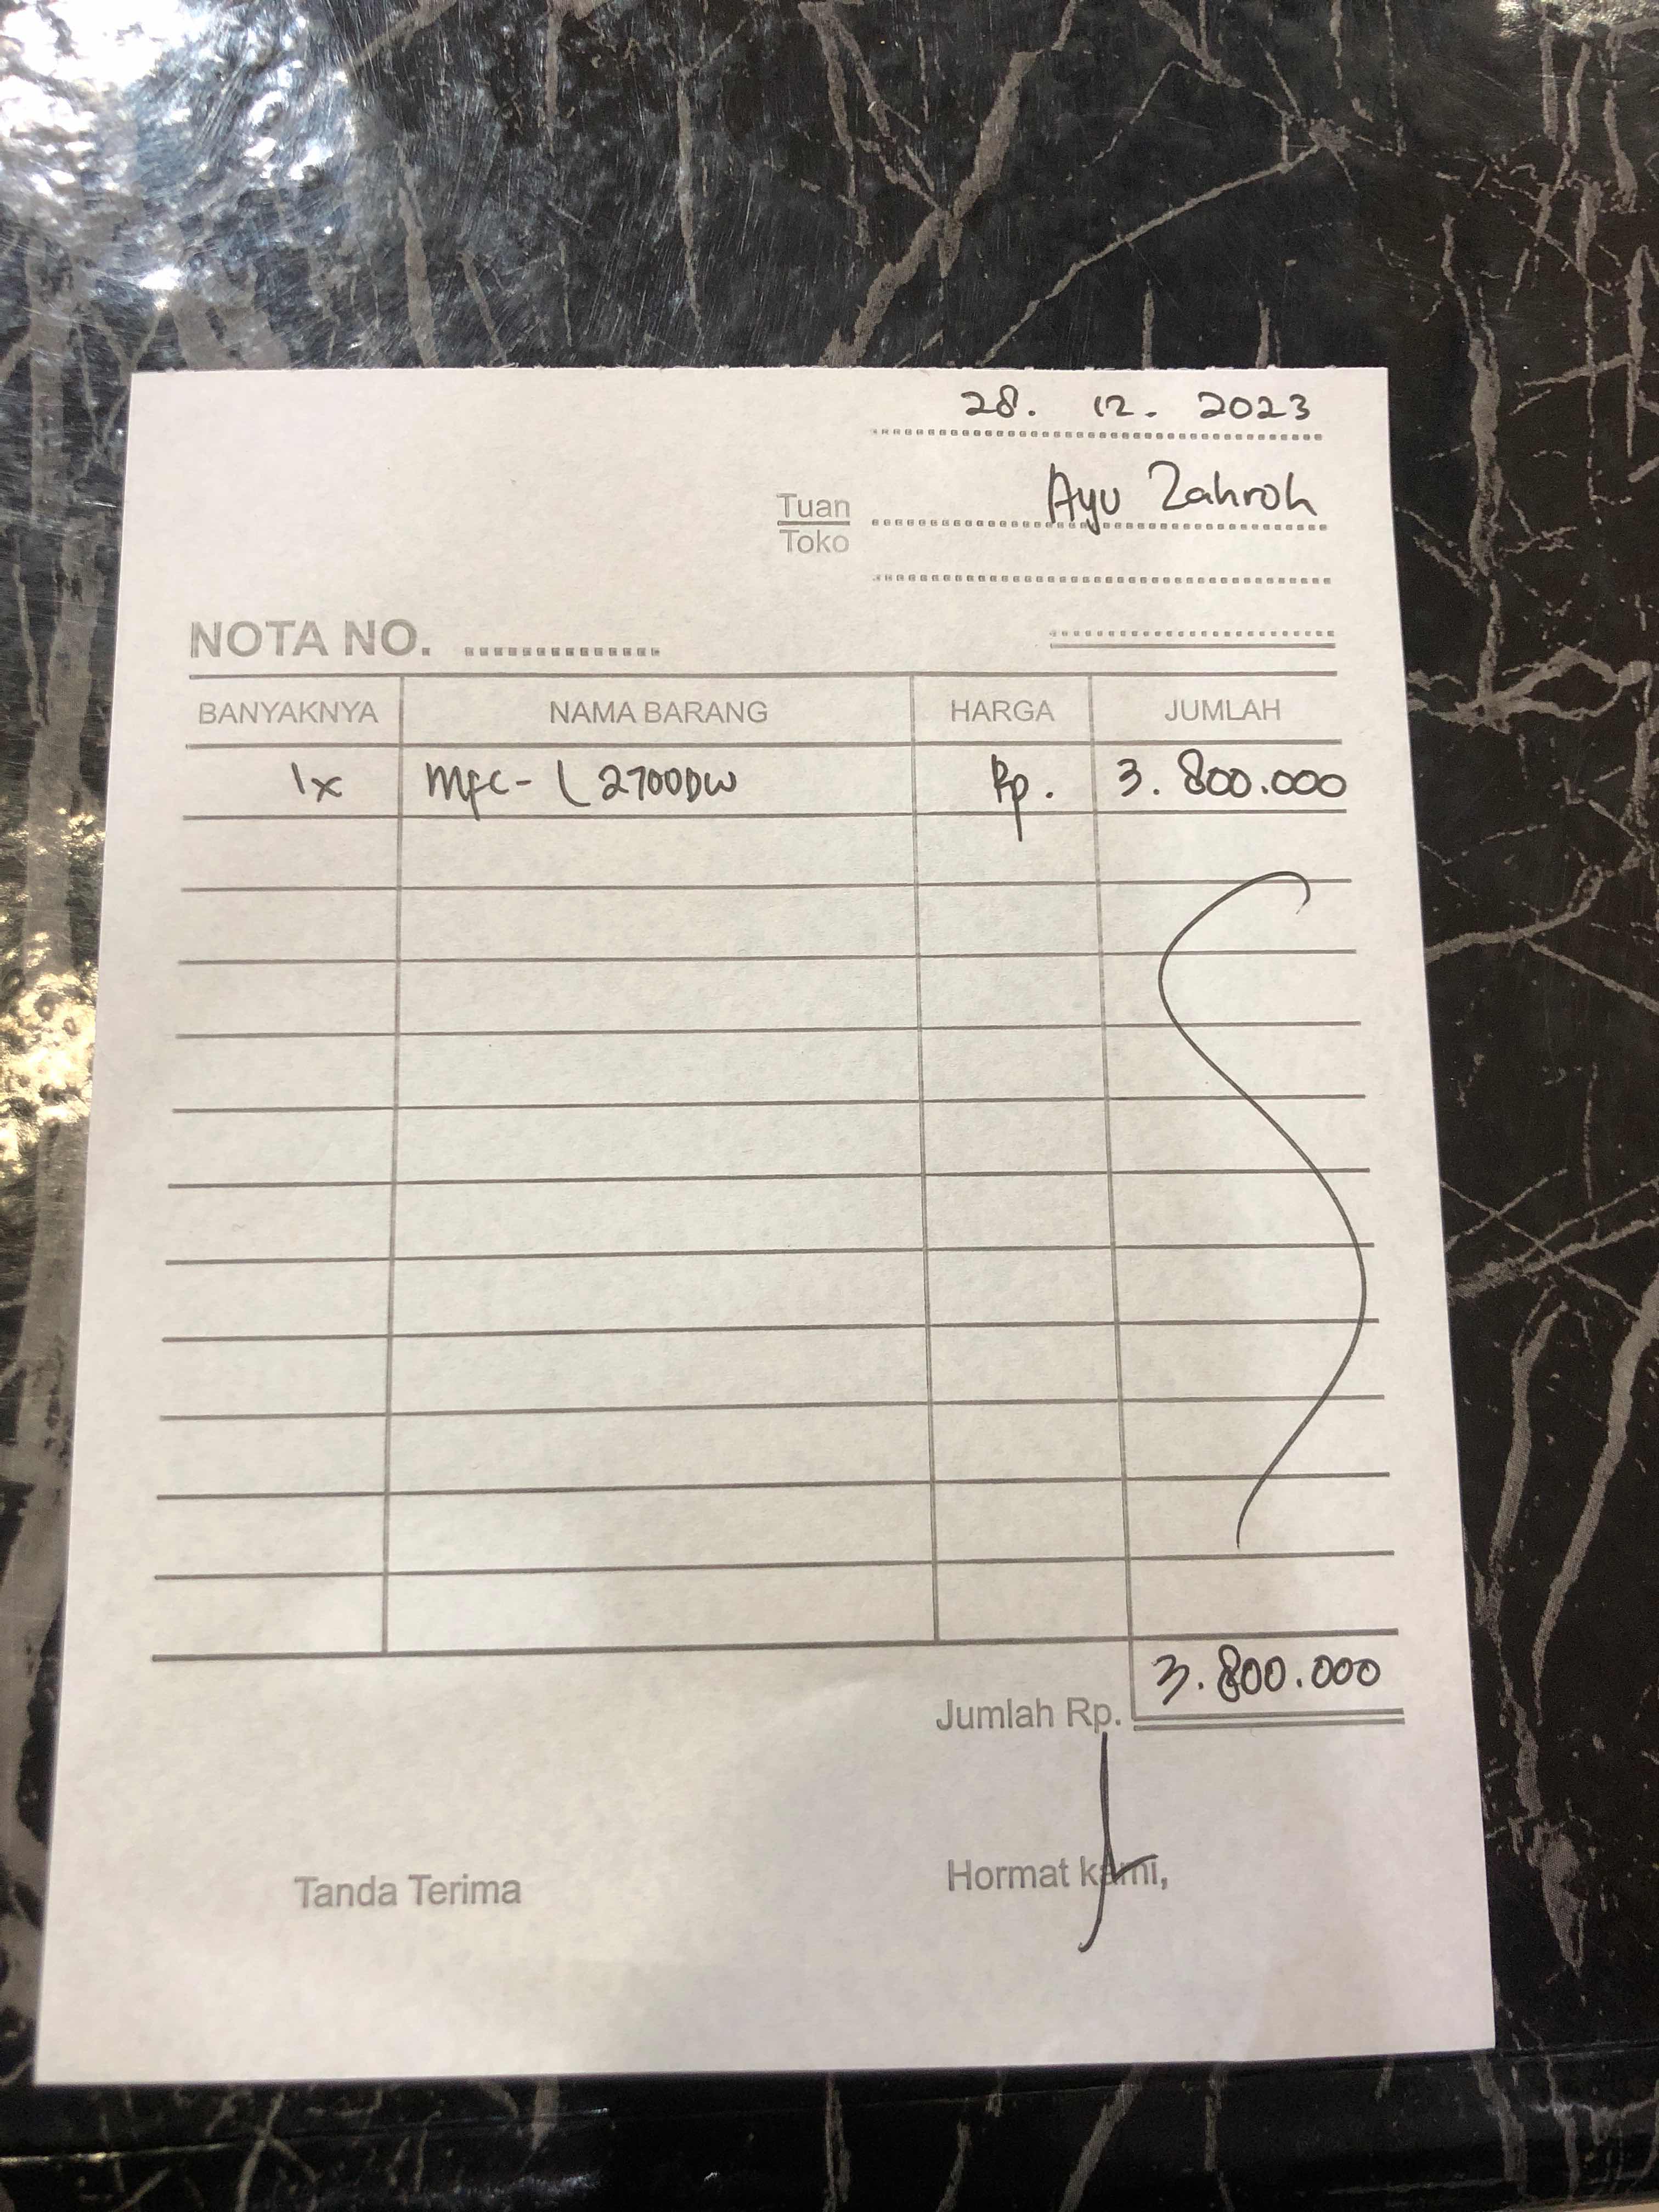 28. 12. 2023
Tuan Ayu Zahroh
Toko
NOTA NO. ...............
BANYAKNYA NAMA BARANG HARGA JUMLAH
1x MFC-L2700DW Rp. 3.800.000
Jumlah Rp. 3.800.000
Tanda Terima Hormat kami,